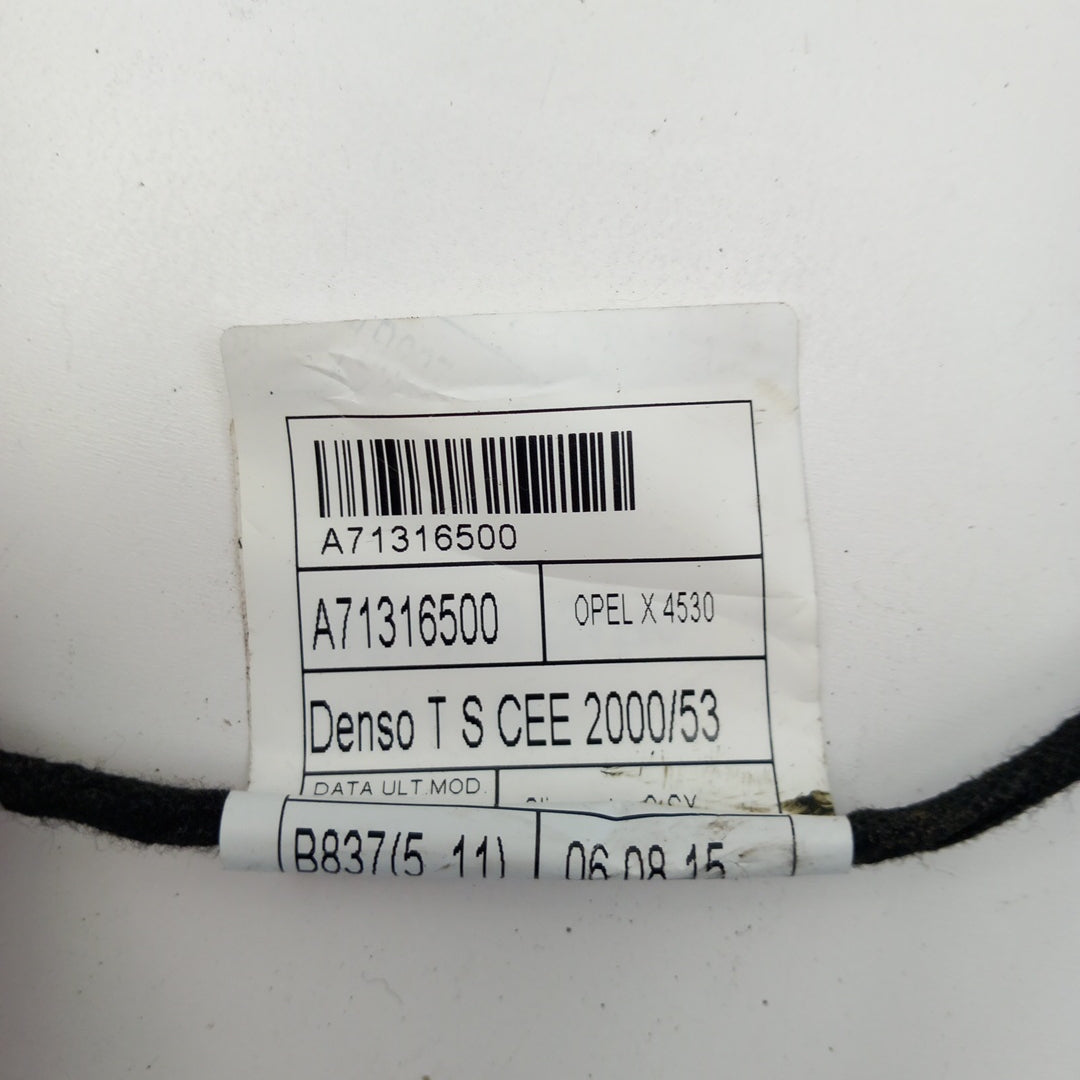 A71316500
A71316500
OPEL X 4530
Denso T S CEE 2000/53
DATA ULT.MOD.
B837(5 11)
06.08.15